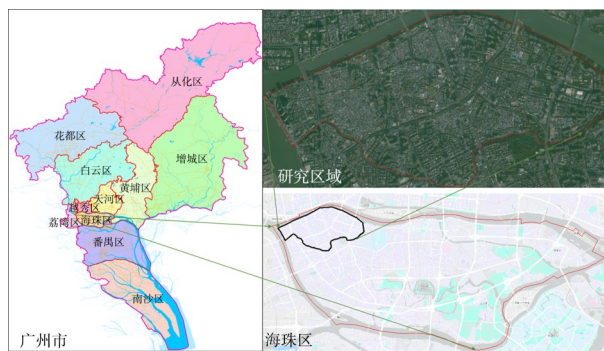 从化区
花都区
增城区
白云区
黄埔区
天河区
越秀区
荔湾区
海珠区
番禺区
南沙区
广州市
研究区域
海珠区